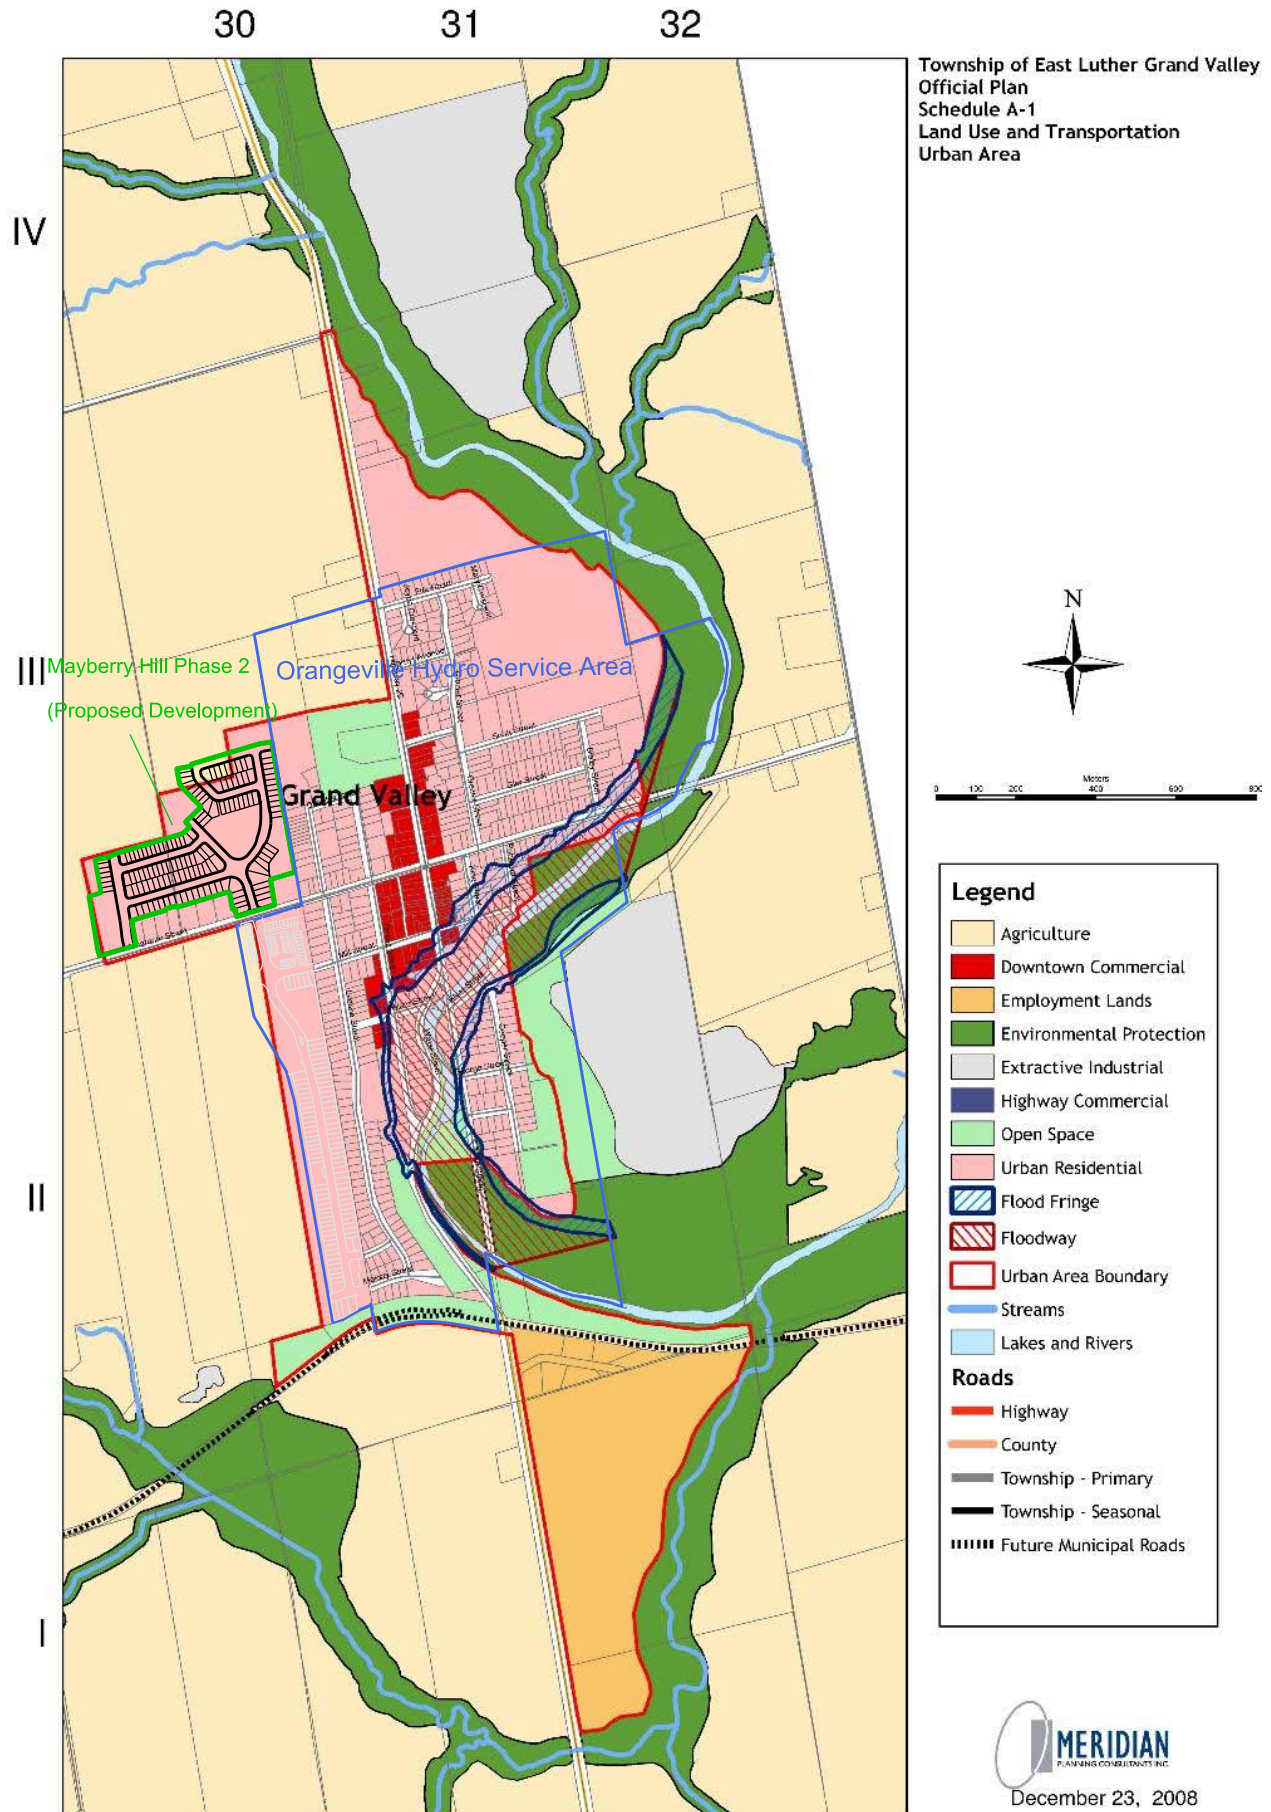 30 31 32
Township of East Luther Grand Valley
Official Plan
Schedule A-1
Land Use and Transportation
Urban Area
IV
III
II
I
Mayberry Hill Phase 2
(Proposed Development)
Orangeville Hydro Service Area
Grand Valley
N
Meters
0 100 200 400 600 800
Legend
Agriculture
Downtown Commercial
Employment Lands
Environmental Protection
Extractive Industrial
Highway Commercial
Open Space
Urban Residential
Flood Fringe
Floodway
Urban Area Boundary
Streams
Lakes and Rivers
Roads
Highway
County
Township - Primary
Township - Seasonal
Future Municipal Roads
MERIDIAN
PLANNING CONSULTANTS INC.
December 23, 2008